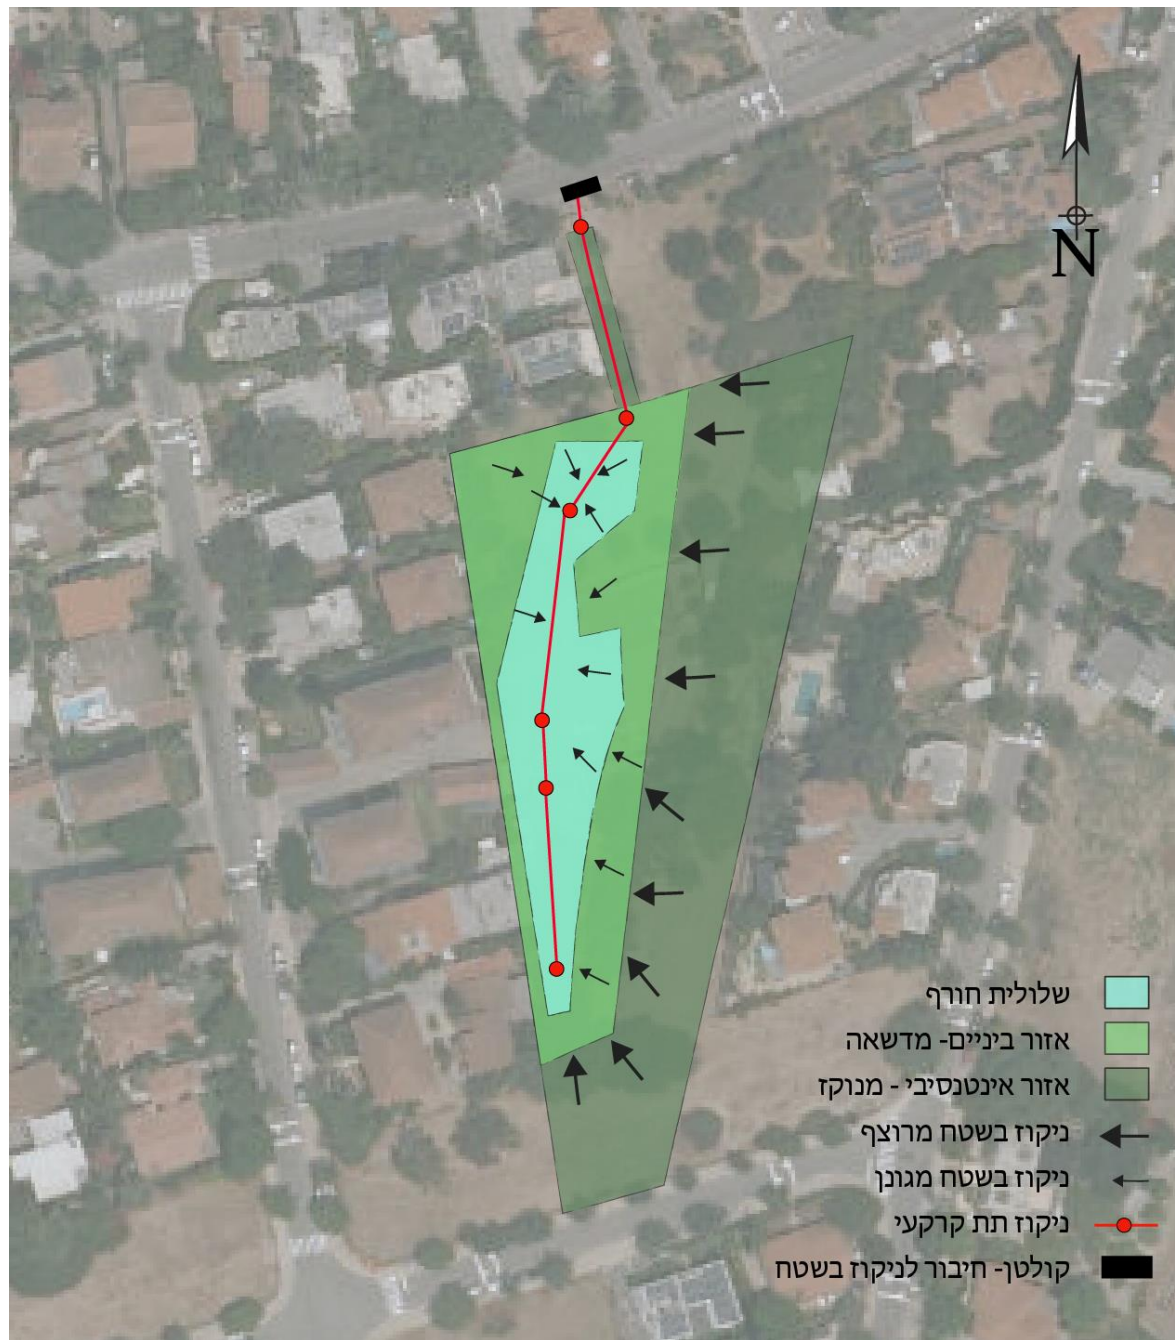 N
שלולית חורף
אזור ביניים- מדשאה
אזור אינטנסיבי - מנוקז
ניקוז בשטח מרוצף
ניקוז בשטח מגונן
ניקוז תת קרקעי
קולטן- חיבור לניקוז בשטח